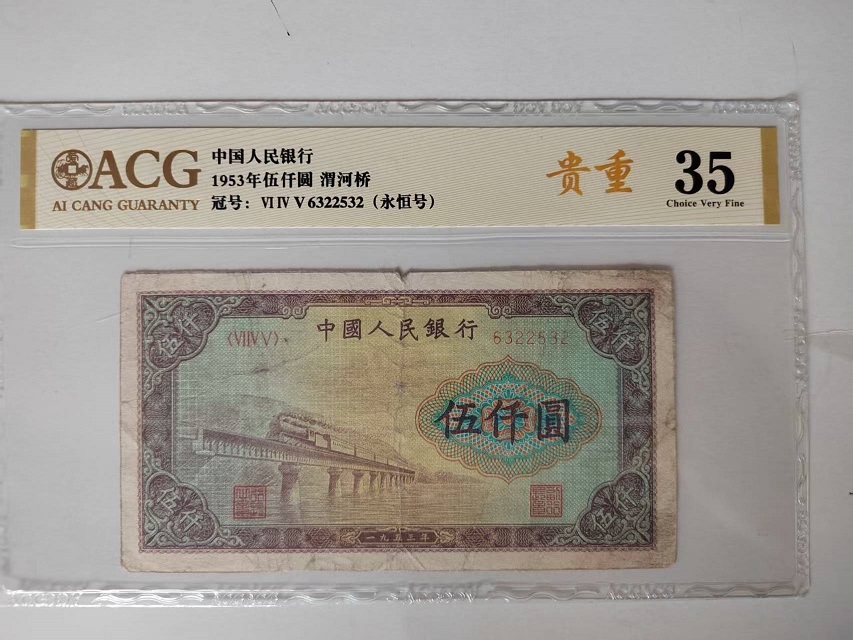 ACG
AI CANG GUARANTY
中国人民银行
1953年伍仟圆 渭河桥
冠号： Ⅵ Ⅳ Ⅴ 6322532（永恒号）
贵重
35
Choice Very Fine
伍仟
伍仟
中國人民銀行
(ⅥⅣⅤ)
6322532
伍仟圓
伍仟
伍仟
一九五三年